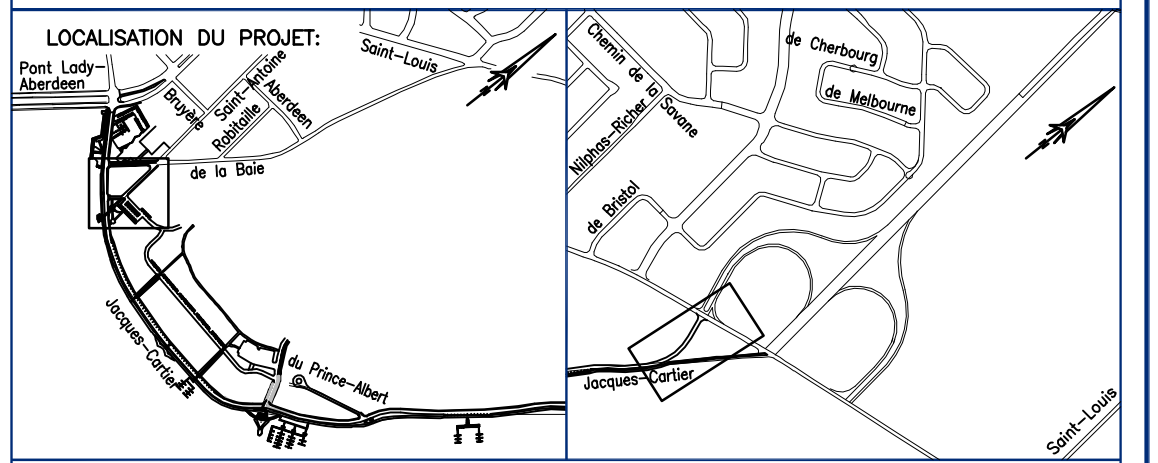 LOCALISATION DU PROJET:
Pont Lady-
Aberdeen
Bruyère
Saint-Antoine
Robitaille
Aberdeen
Saint-Louis
de la Baie
Jacques-Cartier
du Prince-Albert
Chemin de la Savane
Nilphas-Richer
de Bristol
de Cherbourg
de Melbourne
Jacques-Cartier
Saint-Louis